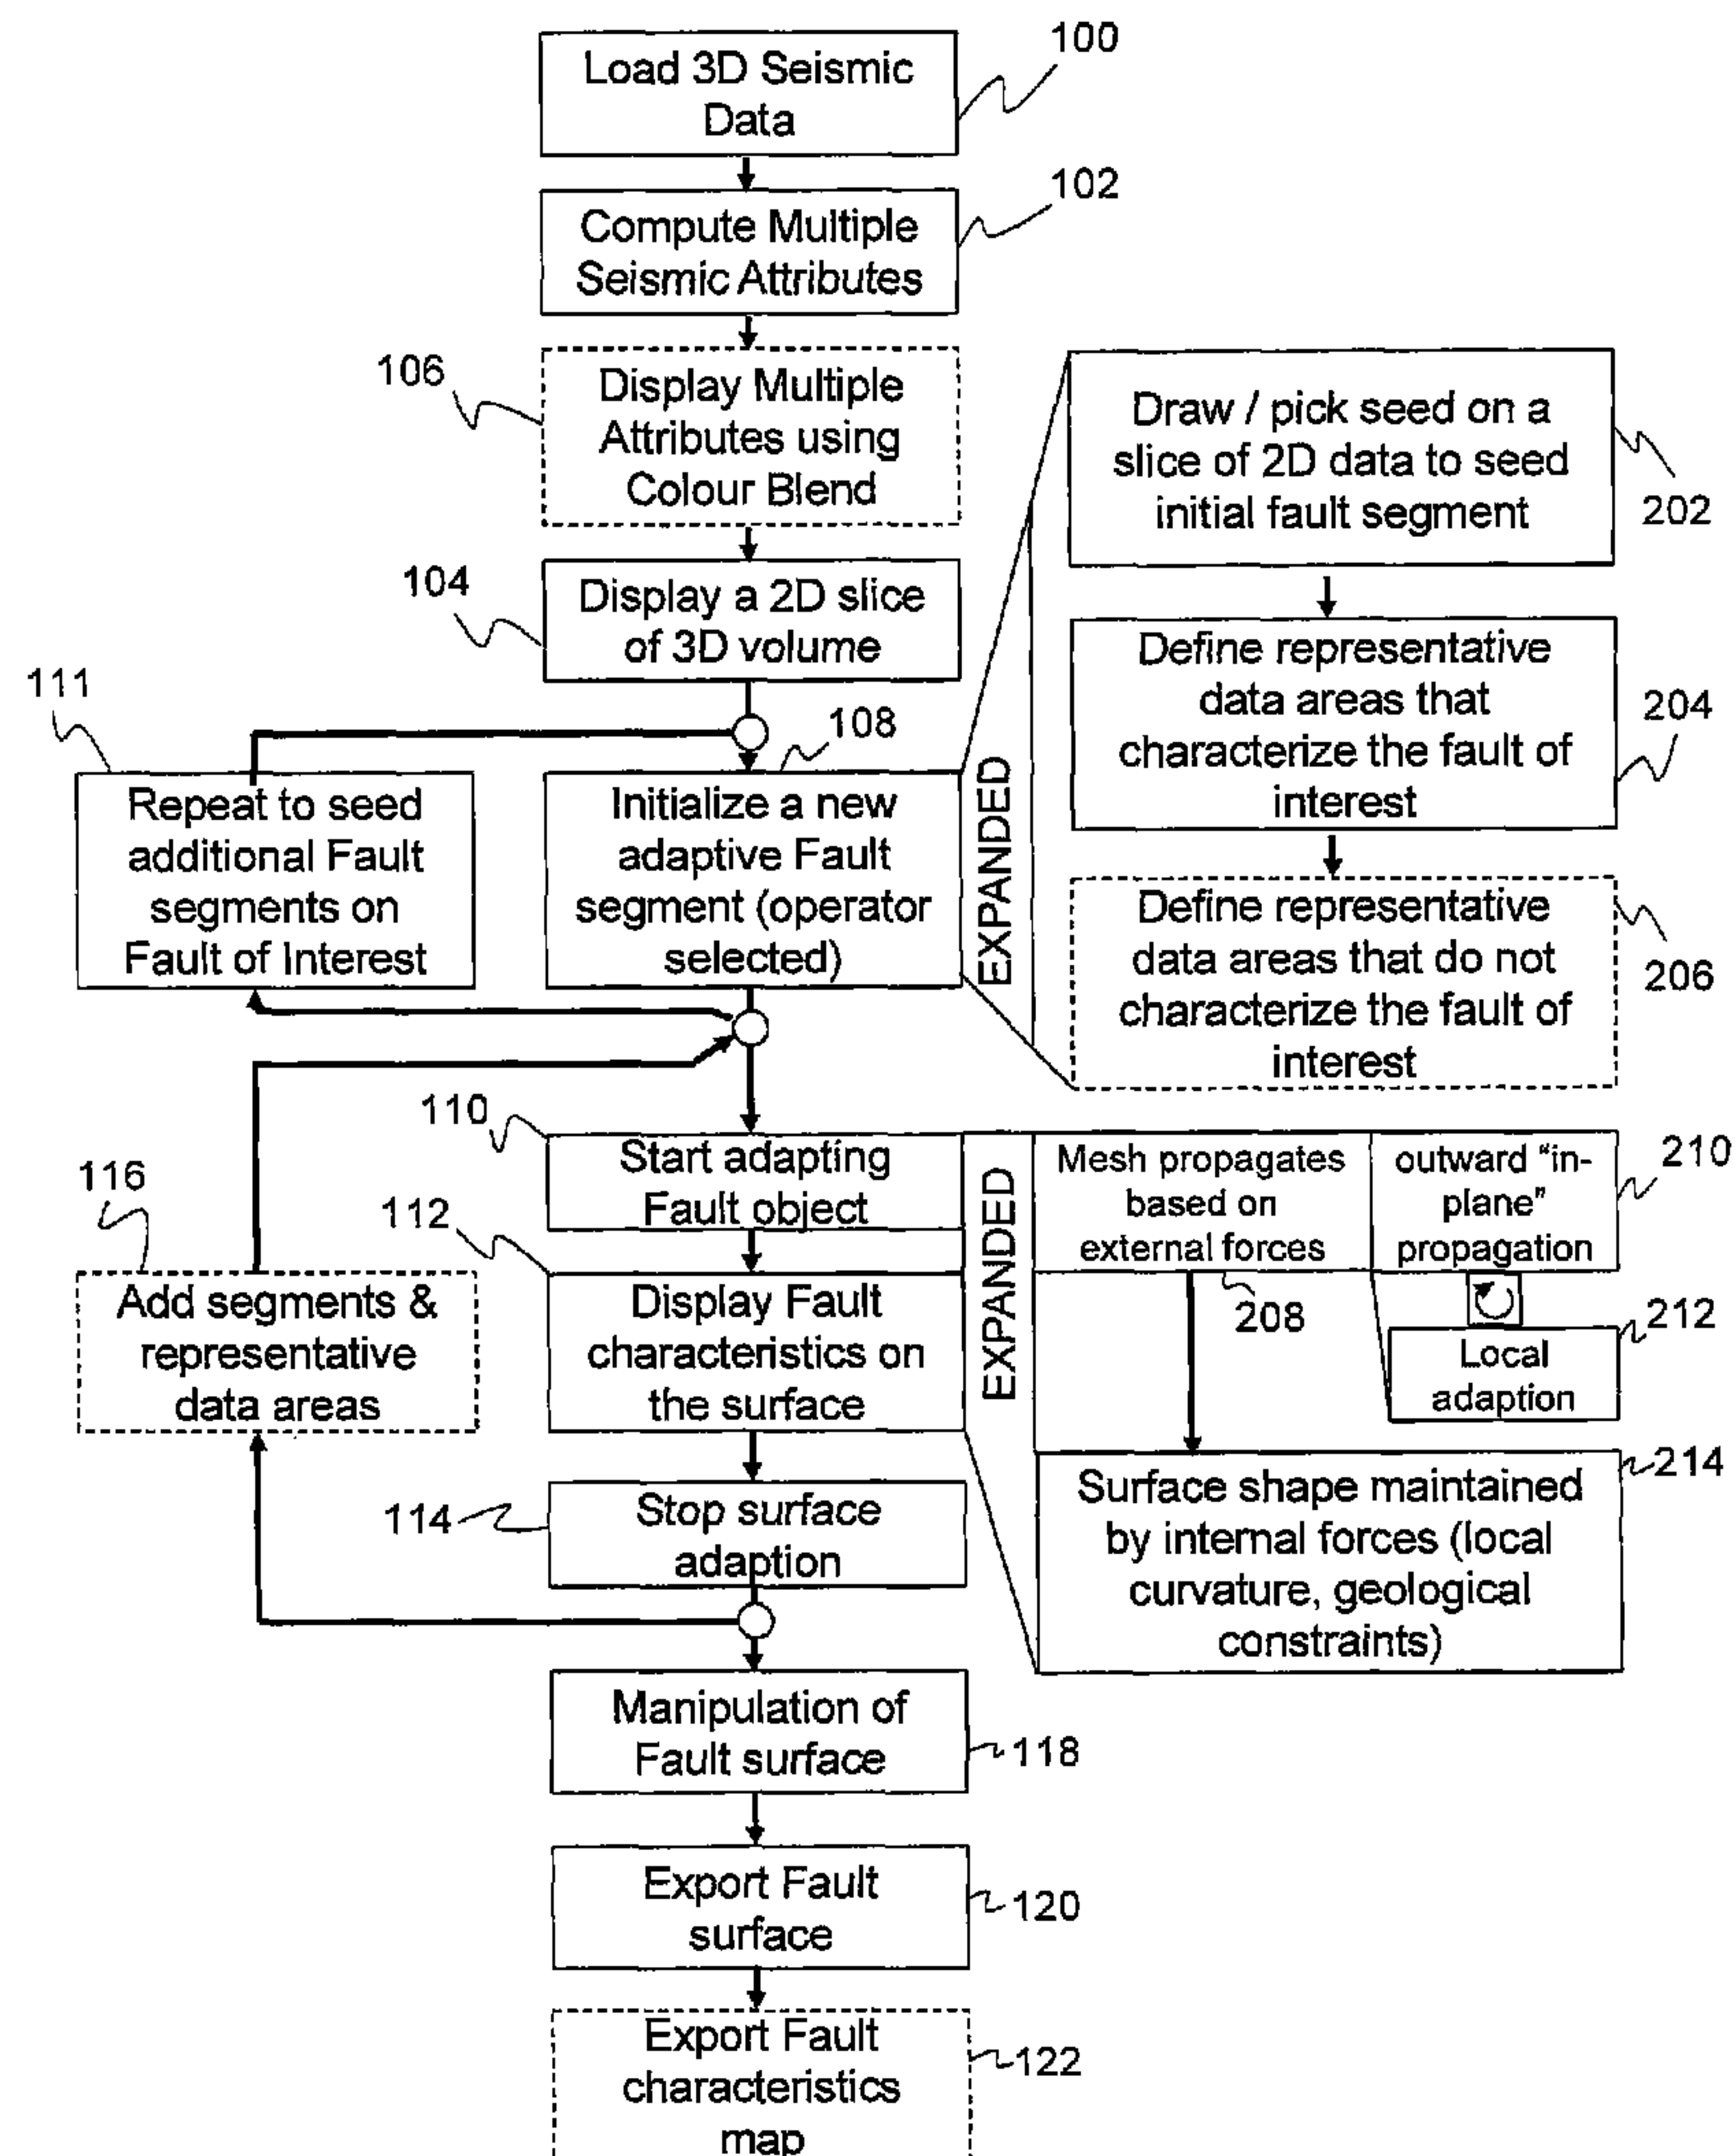 100
Load 3D Seismic
Data
102
Compute Multiple
Seismic Attributes
106
Display Multiple
Attributes using
Colour Blend
104
Display a 2D slice
of 3D volume
111
Repeat to seed
additional Fault
segments on
Fault of Interest
108
Initialize a new
adaptive Fault
segment (operator
selected)
EXPANDED
Draw / pick seed on a
slice of 2D data to seed
initial fault segment
202
Define representative
data areas that
characterize the fault of
interest
204
Define representative
data areas that do not
characterize the fault of
interest
206
110
Start adapting
Fault object
112
Display Fault
characteristics on
the surface
116
Add segments &
representative
data areas
EXPANDED
Mesh propagates
based on
external forces
208
outward "in-
plane"
propagation
210
Local
adaption
212
Surface shape maintained
by internal forces (local
curvature, geological
constraints)
214
114
Stop surface
adaption
Manipulation of
Fault surface
118
Export Fault
surface
120
Export Fault
characteristics
map
122